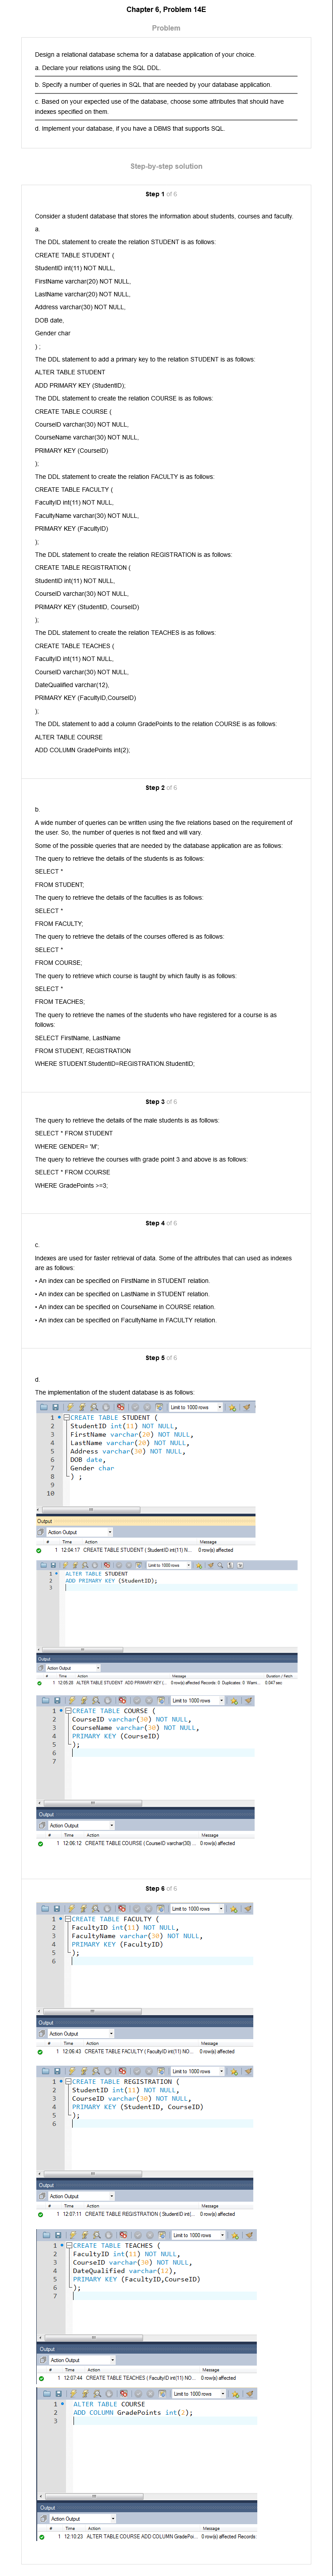 Chapter 6, Problem 14E
Problem
Design a relational database schema for a database application of your choice.
a. Declare your relations using the SQL DDL.
b. Specify a number of queries in SQL that are needed by your database application.
c. Based on your expected use of the database, choose some attributes that should have
indexes specified on them.
d. Implement your database, if you have a DBMS that supports SQL.
Step-by-step solution
Step 1 of 6
Consider a student database that stores the information about students, courses and faculty.
a.
The DDL statement to create the relation STUDENT is as follows:
CREATE TABLE STUDENT (
StudentID int(11) NOT NULL,
FirstName varchar(20) NOT NULL,
LastName varchar(20) NOT NULL,
Address varchar(30) NOT NULL,
DOB date,
Gender char
) ;
The DDL statement to add a primary key to the relation STUDENT is as follows:
ALTER TABLE STUDENT
ADD PRIMARY KEY (StudentID);
The DDL statement to create the relation COURSE is as follows:
CREATE TABLE COURSE (
CourseID varchar(30) NOT NULL,
CourseName varchar(30) NOT NULL,
PRIMARY KEY (CourseID)
);
The DDL statement to create the relation FACULTY is as follows:
CREATE TABLE FACULTY (
FacultyID int(11) NOT NULL,
FacultyName varchar(30) NOT NULL,
PRIMARY KEY (FacultyID)
);
The DDL statement to create the relation REGISTRATION is as follows:
CREATE TABLE REGISTRATION (
StudentID int(11) NOT NULL,
CourseID varchar(30) NOT NULL,
PRIMARY KEY (StudentID, CourseID)
);
The DDL statement to create the relation TEACHES is as follows:
CREATE TABLE TEACHES (
FacultyID int(11) NOT NULL,
CourseID varchar(30) NOT NULL,
DateQualified varchar(12),
PRIMARY KEY (FacultyID,CourseID)
);
The DDL statement to add a column GradePoints to the relation COURSE is as follows:
ALTER TABLE COURSE
ADD COLUMN GradePoints int(2);
Step 2 of 6
b.
A wide number of queries can be written using the five relations based on the requirement of
the user. So, the number of queries is not fixed and will vary.
Some of the possible queries that are needed by the database application are as follows:
The query to retrieve the details of the students is as follows:
SELECT *
FROM STUDENT;
The query to retrieve the details of the faculties is as follows:
SELECT *
FROM FACULTY;
The query to retrieve the details of the courses offered is as follows:
SELECT *
FROM COURSE;
The query to retrieve which course is taught by which faulty is as follows:
SELECT *
FROM TEACHES;
The query to retrieve the names of the students who have registered for a course is as
follows:
SELECT FirstName, LastName
FROM STUDENT, REGISTRATION
WHERE STUDENT.StudentID=REGISTRATION.StudentID;
Step 3 of 6
The query to retrieve the details of the male students is as follows:
SELECT * FROM STUDENT
WHERE GENDER= 'M';
The query to retrieve the courses with grade point 3 and above is as follows:
SELECT * FROM COURSE
WHERE GradePoints >=3;
Step 4 of 6
c.
Indexes are used for faster retrieval of data. Some of the attributes that can used as indexes
are as follows:
• An index can be specified on FirstName in STUDENT relation.
• An index can be specified on LastName in STUDENT relation.
• An index can be specified on CourseName in COURSE relation.
• An index can be specified on FacultyName in FACULTY relation.
Step 5 of 6
d.
The implementation of the student database is as follows:
Limit to 1000 rows
1 CREATE TABLE STUDENT (
2 StudentID int(11) NOT NULL,
3 FirstName varchar(20) NOT NULL,
4 LastName varchar(20) NOT NULL,
5 Address varchar(30) NOT NULL,
6 DOB date,
7 Gender char
8 ) ;
9
10
Output
Action Output
# Time Action Message
1 12:04:17 CREATE TABLE STUDENT ( StudentID int(11) N... 0 row(s) affected
Limit to 1000 rows
1 ALTER TABLE STUDENT
2 ADD PRIMARY KEY (StudentID);
3
Output
Action Output
# Time Action Message Duration / Fetch
1 12:05:20 ALTER TABLE STUDENT ADD PRIMARY KEY (... 0 row(s) affected Records: 0 Duplicates: 0 Warn... 0.047 sec
Limit to 1000 rows
1 CREATE TABLE COURSE (
2 CourseID varchar(30) NOT NULL,
3 CourseName varchar(30) NOT NULL,
4 PRIMARY KEY (CourseID)
5 );
6
7
Output
Action Output
# Time Action Message
1 12:06:12 CREATE TABLE COURSE ( CourseID varchar(30) ... 0 row(s) affected
Step 6 of 6
Limit to 1000 rows
1 CREATE TABLE FACULTY (
2 FacultyID int(11) NOT NULL,
3 FacultyName varchar(30) NOT NULL,
4 PRIMARY KEY (FacultyID)
5 );
6
Output
Action Output
# Time Action Message
1 12:06:43 CREATE TABLE FACULTY ( FacultyID int(11) NO... 0 row(s) affected
Limit to 1000 rows
1 CREATE TABLE REGISTRATION (
2 StudentID int(11) NOT NULL,
3 CourseID varchar(30) NOT NULL,
4 PRIMARY KEY (StudentID, CourseID)
5 );
6
Output
Action Output
# Time Action Message
1 12:07:11 CREATE TABLE REGISTRATION ( StudentID int(... 0 row(s) affected
Limit to 1000 rows
1 CREATE TABLE TEACHES (
2 FacultyID int(11) NOT NULL,
3 CourseID varchar(30) NOT NULL,
4 DateQualified varchar(12),
5 PRIMARY KEY (FacultyID,CourseID)
6 );
7
Output
Action Output
# Time Action Message
1 12:07:44 CREATE TABLE TEACHES ( FacultyID int(11) NO... 0 row(s) affected
Limit to 1000 rows
1 ALTER TABLE COURSE
2 ADD COLUMN GradePoints int(2);
3
Output
Action Output
# Time Action Message
1 12:10:23 ALTER TABLE COURSE ADD COLUMN GradePoi... 0 row(s) affected Records: